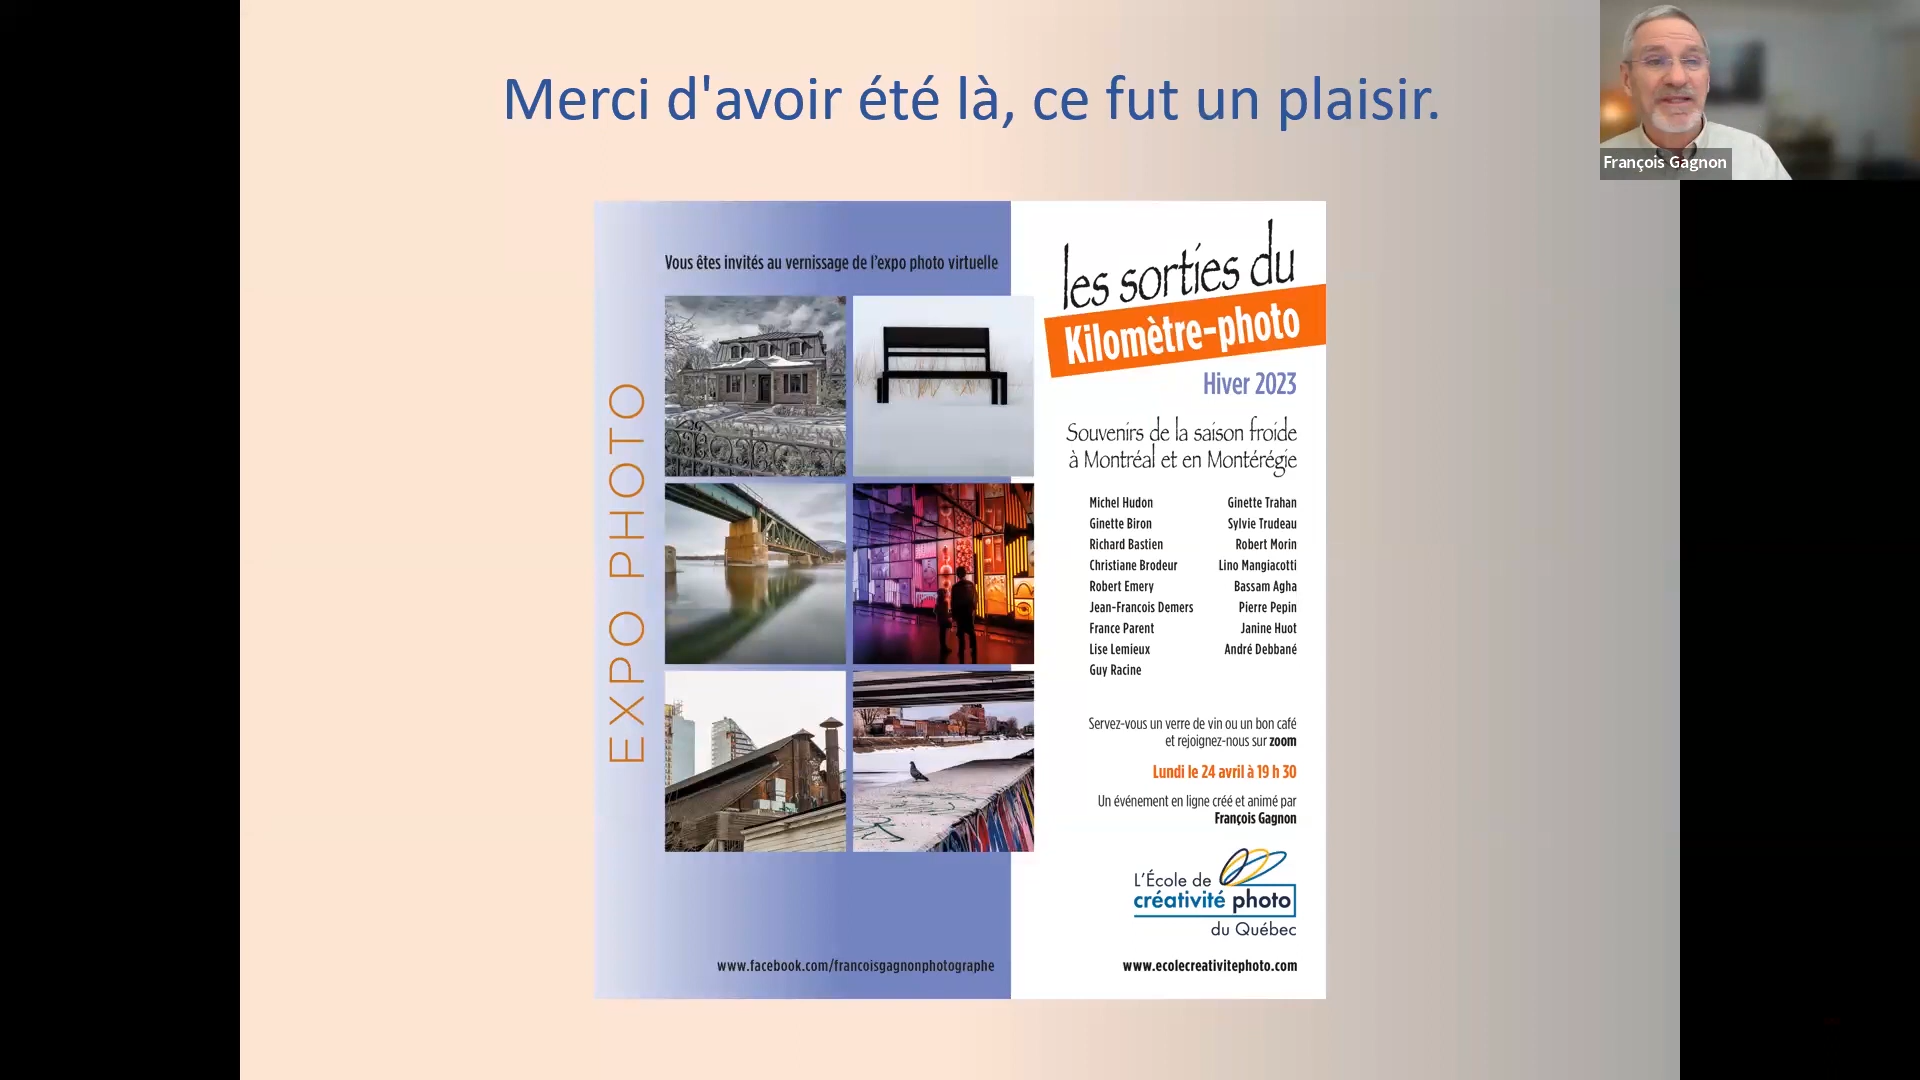 Merci d'avoir été là, ce fut un plaisir.
François Gagnon
Vous êtes invités au vernissage de l'expo photo virtuelle
EXPO PHOTO
les sorties du
Kilomètre-photo
Hiver 2023
Souvenirs de la saison froide
à Montréal et en Montérégie
Michel Hudon
Ginette Biron
Richard Bastien
Christiane Brodeur
Robert Emery
Jean-Francois Demers
France Parent
Lise Lemieux
Guy Racine
Ginette Trahan
Sylvie Trudeau
Robert Morin
Lino Mangiacotti
Bassam Agha
Pierre Pepin
Janine Huot
André Debbané
Servez-vous un verre de vin ou un bon café
et rejoignez-nous sur zoom
Lundi le 24 avril à 19 h 30
Un événement en ligne créé et animé par
François Gagnon
L'École de
créativité photo
du Québec
www.facebook.com/francoisgagnonphotographe
www.ecolecreativitephoto.com